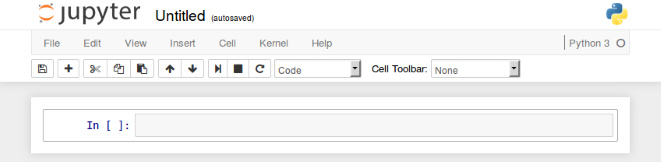 jupyter Untitled (autosaved)
File Edit View Insert Cell Kernel Help Python 3
Code Cell Toolbar: None
In [ ]: